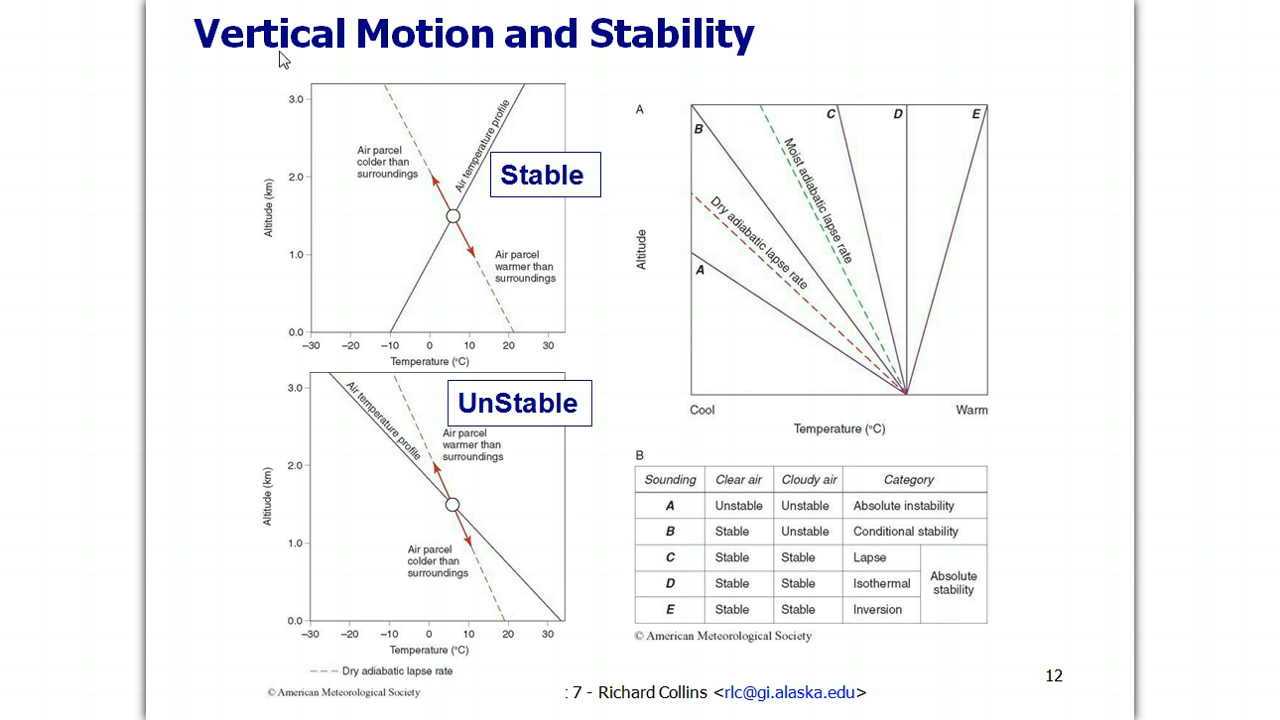 Vertical Motion and Stability
3.0
2.0
1.0
0.0
Altitude (km)
Air parcel
colder than
surroundings
Air temperature profile
Stable
Air parcel
warmer than
surroundings
−30 −20 −10 0 10 20 30
Temperature (°C)
3.0
2.0
1.0
0.0
Altitude (km)
Air temperature profile
UnStable
Air parcel
warmer than
surroundings
Air parcel
colder than
surroundings
−30 −20 −10 0 10 20 30
Temperature (°C)
Dry adiabatic lapse rate
© American Meteorological Society
A
B C D E
Moist adiabatic lapse rate
Dry adiabatic lapse rate
A
Altitude
Cool Warm
Temperature (°C)
B
Sounding Clear air Cloudy air Category
A Unstable Unstable Absolute instability
B Stable Unstable Conditional stability
C Stable Stable Lapse
D Stable Stable Isothermal
E Stable Stable Inversion
Absolute
stability
© American Meteorological Society
12
: 7 - Richard Collins <rlc@gi.alaska.edu>